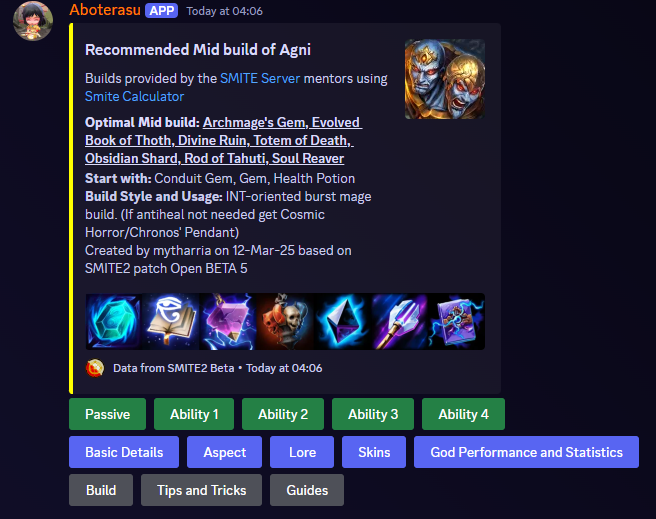 Aboterasu APP Today at 04:06
Recommended Mid build of Agni
Builds provided by the SMITE Server mentors using
Smite Calculator
Optimal Mid build: Archmage's Gem, Evolved
Book of Thoth, Divine Ruin, Totem of Death,
Obsidian Shard, Rod of Tahuti, Soul Reaver
Start with: Conduit Gem, Gem, Health Potion
Build Style and Usage: INT-oriented burst mage
build. (If antiheal not needed get Cosmic
Horror/Chronos' Pendant)
Created by mytharria on 12-Mar-25 based on
SMITE2 patch Open BETA 5
Data from SMITE2 Beta • Today at 04:06
Passive Ability 1 Ability 2 Ability 3 Ability 4
Basic Details Aspect Lore Skins God Performance and Statistics
Build Tips and Tricks Guides